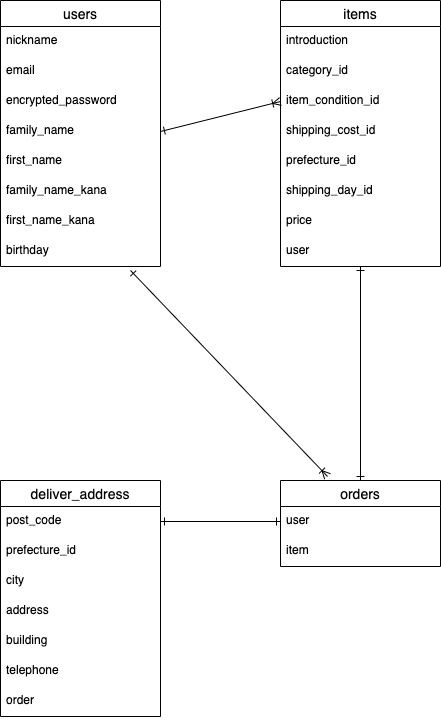 users
nickname
email
encrypted_password
family_name
first_name
family_name_kana
first_name_kana
birthday
items
introduction
category_id
item_condition_id
shipping_cost_id
prefecture_id
shipping_day_id
price
user
deliver_address
post_code
prefecture_id
city
address
building
telephone
order
orders
user
item